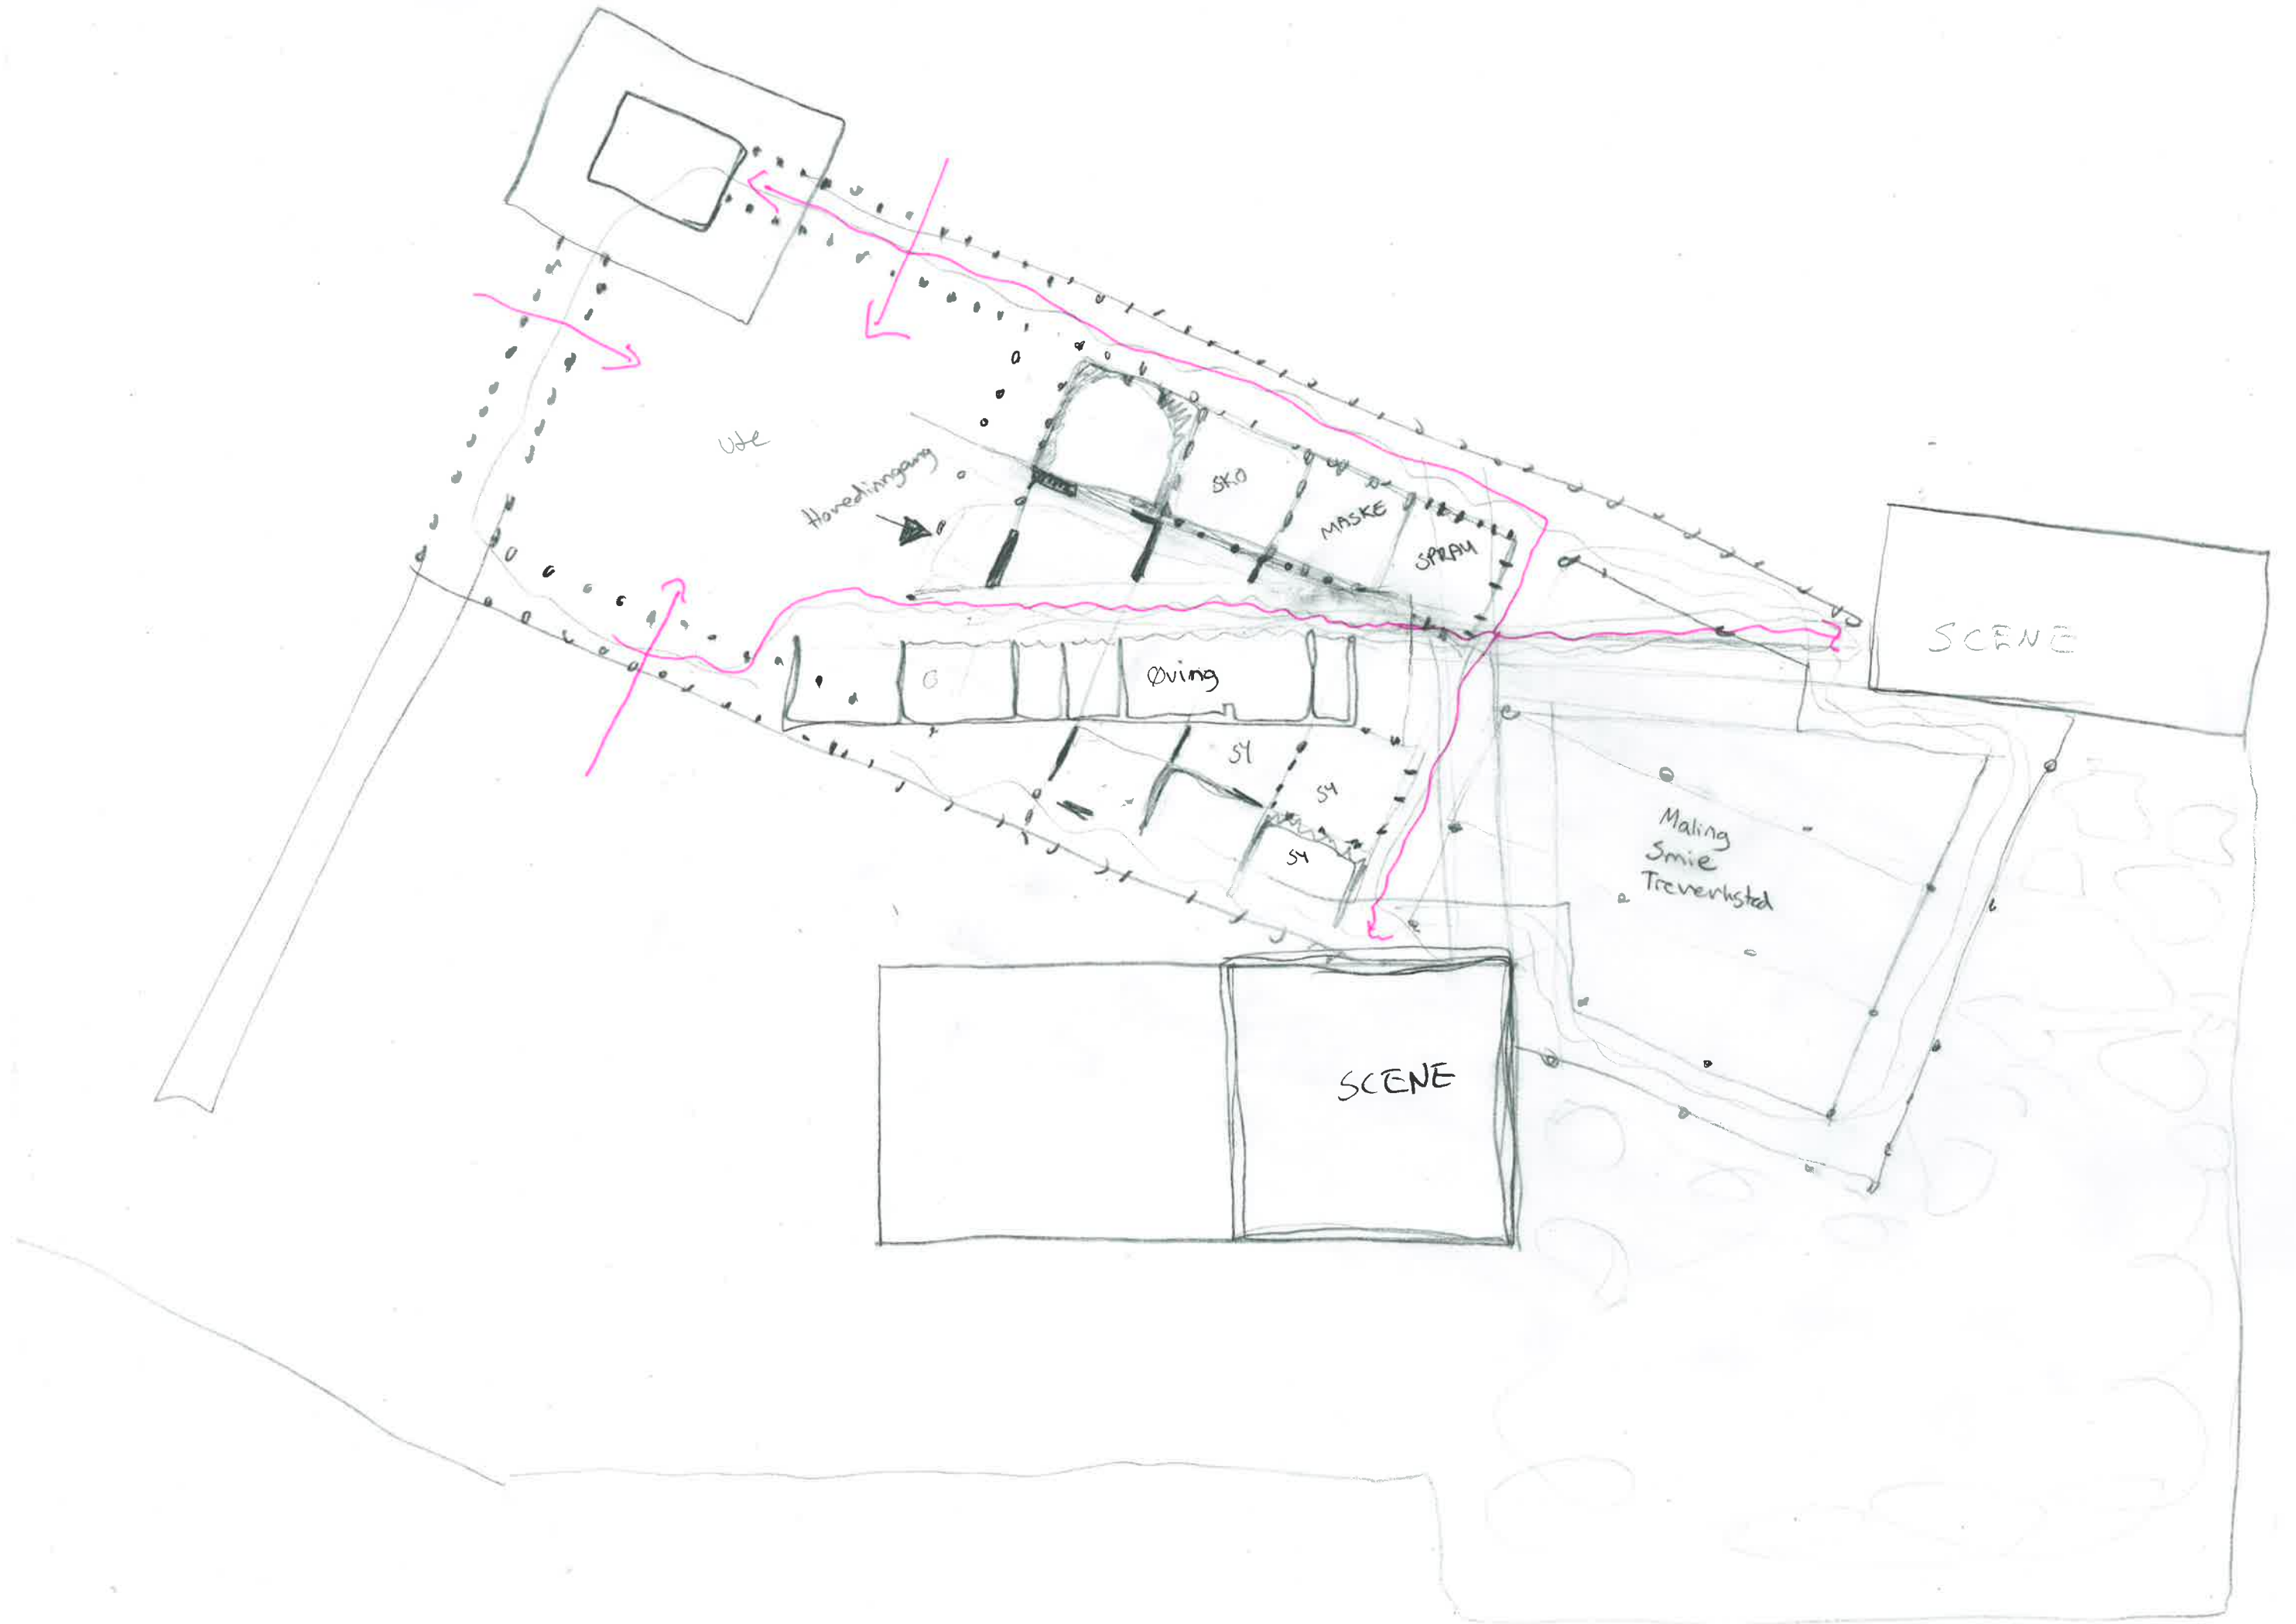 Ute
Hovedinngang
SKO
MASKE
SPRAY
SCENE
Øving
SY
SY
SY
Maling
Smie
Treverksted
SCENE